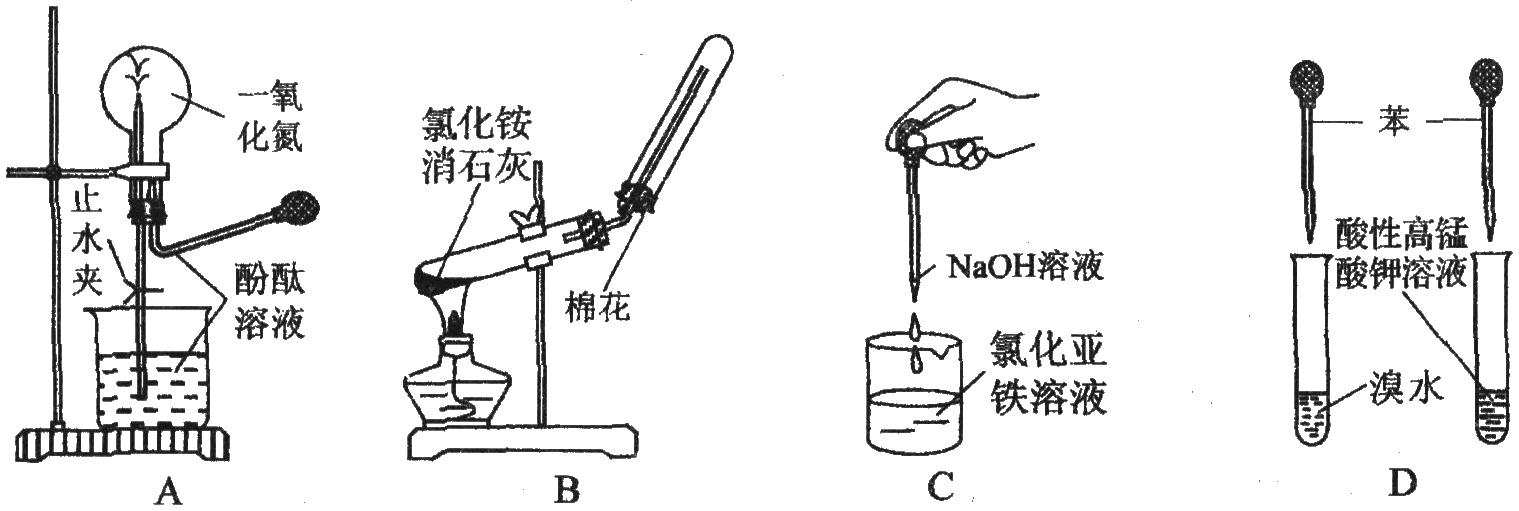 一氧
化氮
止
水
夹
酚酞
溶液
A
氯化铵
消石灰
棉花
B
NaOH溶液
氯化亚
铁溶液
C
苯
酸性高锰
酸钾溶液
溴水
D